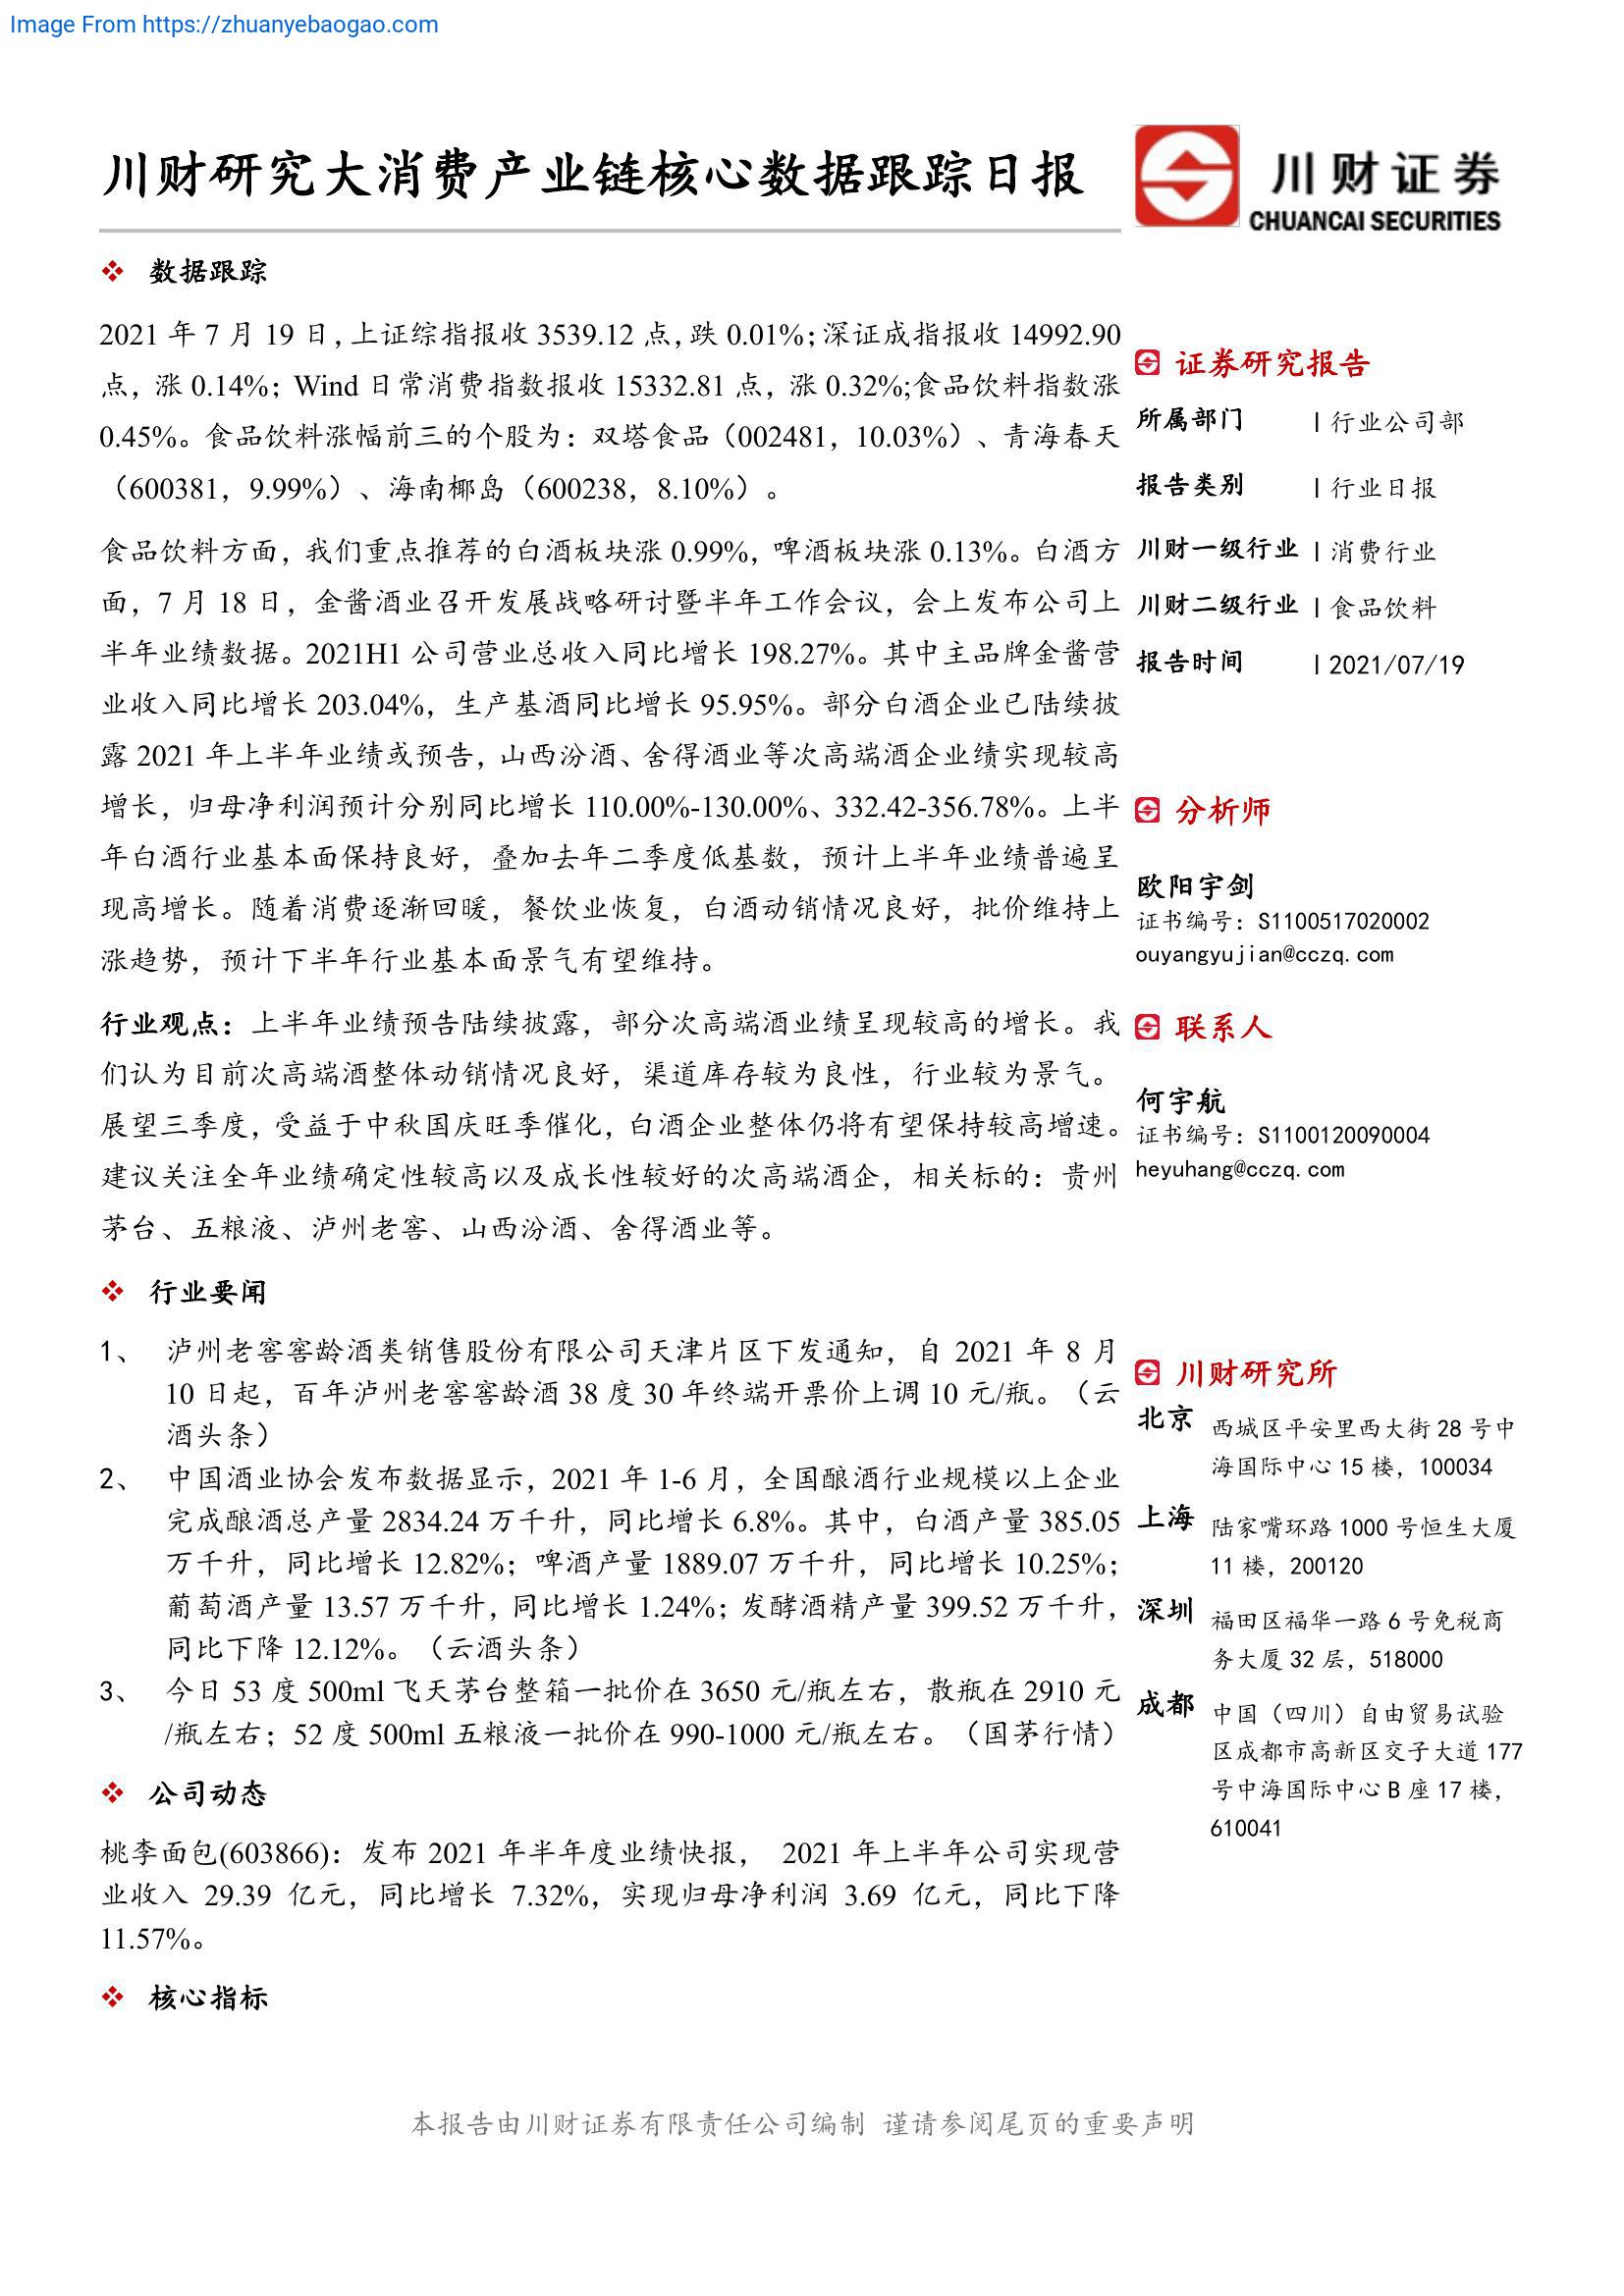 Image From https://zhuanyebaogao.com
川财研究大消费产业链核心数据跟踪日报
川财证券
CHUANCAI SECURITIES
数据跟踪
2021 年 7 月 19 日,上证综指报收 3539.12 点,跌 0.01%;深证成指报收 14992.90
点，涨 0.14%；Wind 日常消费指数报收 15332.81 点，涨 0.32%;食品饮料指数涨
0.45%。食品饮料涨幅前三的个股为：双塔食品（002481，10.03%）、青海春天
（600381，9.99%）、海南椰岛（600238，8.10%）。
食品饮料方面，我们重点推荐的白酒板块涨 0.99%，啤酒板块涨 0.13%。白酒方
面，7 月 18 日，金酱酒业召开发展战略研讨暨半年工作会议，会上发布公司上
半年业绩数据。2021H1 公司营业总收入同比增长 198.27%。其中主品牌金酱营
业收入同比增长 203.04%，生产基酒同比增长 95.95%。部分白酒企业已陆续披
露 2021 年上半年业绩或预告，山西汾酒、舍得酒业等次高端酒企业绩实现较高
增长，归母净利润预计分别同比增长 110.00%-130.00%、332.42-356.78%。上半
年白酒行业基本面保持良好，叠加去年二季度低基数，预计上半年业绩普遍呈
现高增长。随着消费逐渐回暖，餐饮业恢复，白酒动销情况良好，批价维持上
涨趋势，预计下半年行业基本面景气有望维持。
行业观点：上半年业绩预告陆续披露，部分次高端酒业绩呈现较高的增长。我
们认为目前次高端酒整体动销情况良好，渠道库存较为良性，行业较为景气。
展望三季度，受益于中秋国庆旺季催化，白酒企业整体仍将有望保持较高增速。
建议关注全年业绩确定性较高以及成长性较好的次高端酒企，相关标的：贵州
茅台、五粮液、泸州老窖、山西汾酒、舍得酒业等。
行业要闻
1、 泸州老窖窖龄酒类销售股份有限公司天津片区下发通知，自 2021 年 8 月
10 日起，百年泸州老窖窖龄酒 38 度 30 年终端开票价上调 10 元/瓶。（云
酒头条）
2、 中国酒业协会发布数据显示，2021 年 1-6 月，全国酿酒行业规模以上企业
完成酿酒总产量 2834.24 万千升，同比增长 6.8%。其中，白酒产量 385.05
万千升，同比增长 12.82%；啤酒产量 1889.07 万千升，同比增长 10.25%；
葡萄酒产量 13.57 万千升，同比增长 1.24%；发酵酒精产量 399.52 万千升，
同比下降 12.12%。（云酒头条）
3、 今日 53 度 500ml 飞天茅台整箱一批价在 3650 元/瓶左右，散瓶在 2910 元
/瓶左右；52 度 500ml 五粮液一批价在 990-1000 元/瓶左右。（国茅行情）
公司动态
桃李面包(603866)：发布 2021 年半年度业绩快报， 2021 年上半年公司实现营
业收入 29.39 亿元，同比增长 7.32%，实现归母净利润 3.69 亿元，同比下降
11.57%。
核心指标
证券研究报告
所属部门 | 行业公司部
报告类别 | 行业日报
川财一级行业 | 消费行业
川财二级行业 | 食品饮料
报告时间 | 2021/07/19
分析师
欧阳宇剑
证书编号：S1100517020002
ouyangyujian@cczq.com
联系人
何宇航
证书编号：S1100120090004
heyuhang@cczq.com
川财研究所
北京 西城区平安里西大街 28 号中
海国际中心 15 楼，100034
上海 陆家嘴环路 1000 号恒生大厦
11 楼，200120
深圳 福田区福华一路 6 号免税商
务大厦 32 层，518000
成都 中国（四川）自由贸易试验
区成都市高新区交子大道 177
号中海国际中心 B 座 17 楼，
610041
本报告由川财证券有限责任公司编制 谨请参阅尾页的重要声明